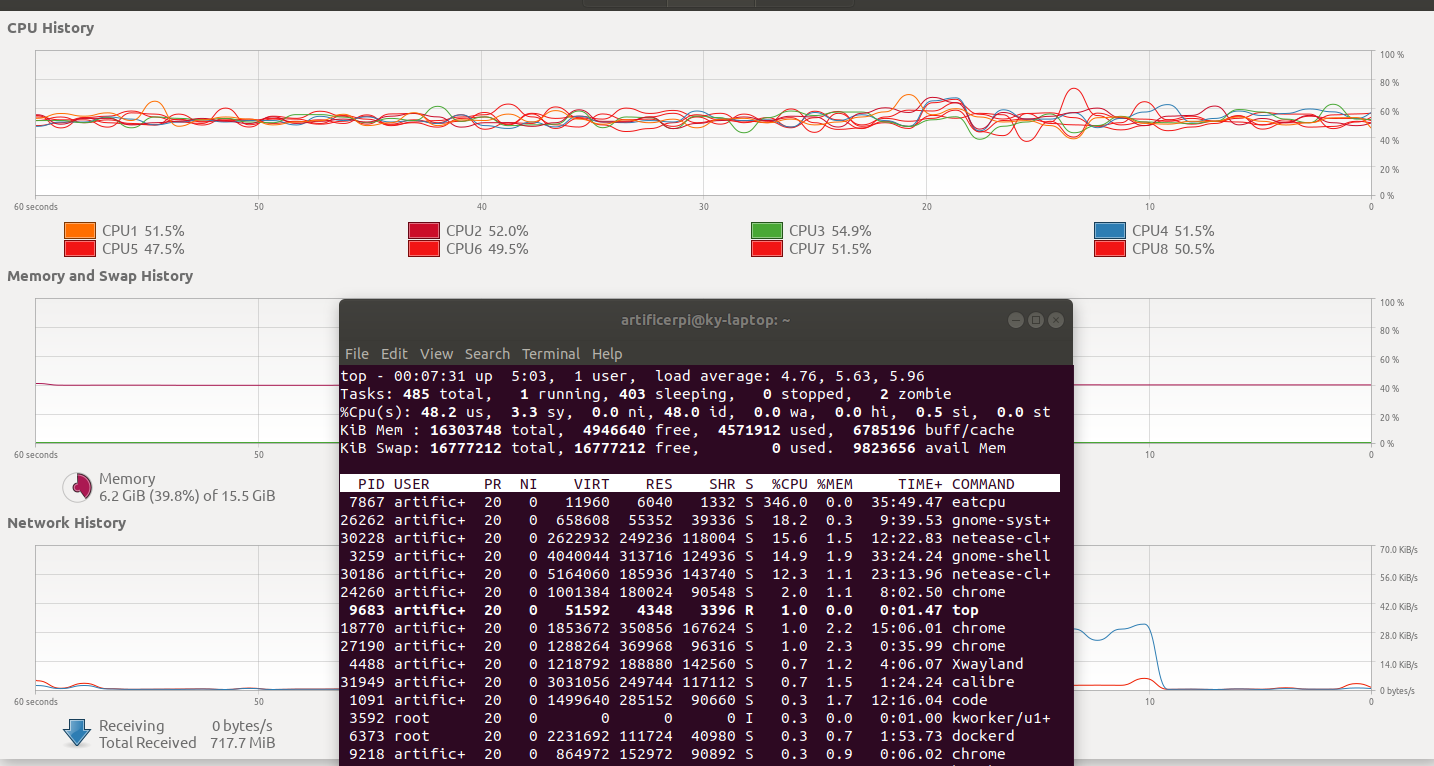 CPU History
100 %
80 %
60 %
40 %
20 %
0 %
60 seconds 50 40 30 20 10 0
CPU1 51.5% CPU2 52.0% CPU3 54.9% CPU4 51.5%
CPU5 47.5% CPU6 49.5% CPU7 51.5% CPU8 50.5%
Memory and Swap History
100 %
80 %
60 %
40 %
20 %
0 %
60 seconds 50 10 0
Memory
6.2 GiB (39.8%) of 15.5 GiB
Network History
70.0 KiB/s
56.0 KiB/s
42.0 KiB/s
28.0 KiB/s
14.0 KiB/s
0 bytes/s
60 seconds 50 10 0
Receiving 0 bytes/s
Total Received 717.7 MiB
artificerpi@ky-laptop: ~
File Edit View Search Terminal Help
top - 00:07:31 up  5:03,  1 user,  load average: 4.76, 5.63, 5.96
Tasks: 485 total,   1 running, 403 sleeping,   0 stopped,   2 zombie
%Cpu(s): 48.2 us,  3.3 sy,  0.0 ni, 48.0 id,  0.0 wa,  0.0 hi,  0.5 si,  0.0 st
KiB Mem : 16303748 total,  4946640 free,  4571912 used,  6785196 buff/cache
KiB Swap: 16777212 total, 16777212 free,        0 used.  9823656 avail Mem
PID USER PR NI VIRT RES SHR S %CPU %MEM TIME+ COMMAND
7867 artific+ 20 0 11960 6040 1332 S 346.0 0.0 35:49.47 eatcpu
26262 artific+ 20 0 658608 55352 39336 S 18.2 0.3 9:39.53 gnome-syst+
30228 artific+ 20 0 2622932 249236 118004 S 15.6 1.5 12:22.83 netease-cl+
3259 artific+ 20 0 4040044 313716 124936 S 14.9 1.9 33:24.24 gnome-shell
30186 artific+ 20 0 5164060 185936 143740 S 12.3 1.1 23:13.96 netease-cl+
24260 artific+ 20 0 1001384 180024 90548 S 2.0 1.1 8:02.50 chrome
9683 artific+ 20 0 51592 4348 3396 R 1.0 0.0 0:01.47 top
18770 artific+ 20 0 1853672 350856 167624 S 1.0 2.2 15:06.01 chrome
27190 artific+ 20 0 1288264 369968 96316 S 1.0 2.3 0:35.99 chrome
4488 artific+ 20 0 1218792 188880 142560 S 0.7 1.2 4:06.07 Xwayland
31949 artific+ 20 0 3031056 249744 117112 S 0.7 1.5 1:24.24 calibre
1091 artific+ 20 0 1499640 285152 90660 S 0.3 1.7 12:16.04 code
3592 root 20 0 0 0 0 I 0.3 0.0 0:01.00 kworker/u1+
6373 root 20 0 2231692 111724 40980 S 0.3 0.7 1:53.73 dockerd
9218 artific+ 20 0 864972 152972 90892 S 0.3 0.9 0:06.02 chrome